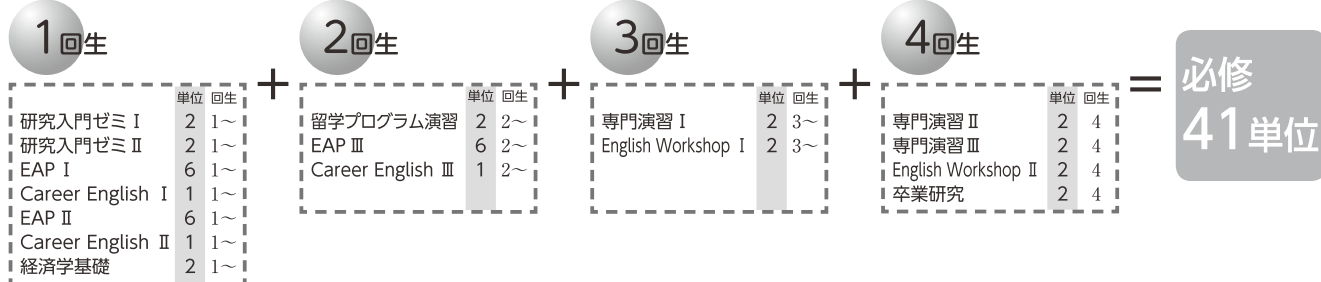 1回生
単位 回生
研究入門ゼミⅠ 2 1～
研究入門ゼミⅡ 2 1～
EAP Ⅰ 6 1～
Career English Ⅰ 1 1～
EAP Ⅱ 6 1～
Career English Ⅱ 1 1～
経済学基礎 2 1～
+
2回生
単位 回生
留学プログラム演習 2 2～
EAP Ⅲ 6 2～
Career English Ⅲ 1 2～
+
3回生
単位 回生
専門演習Ⅰ 2 3～
English Workshop Ⅰ 2 3～
+
4回生
単位 回生
専門演習Ⅱ 2 4
専門演習Ⅲ 2 4
English Workshop Ⅱ 2 4
卒業研究 2 4
=
必修
41単位